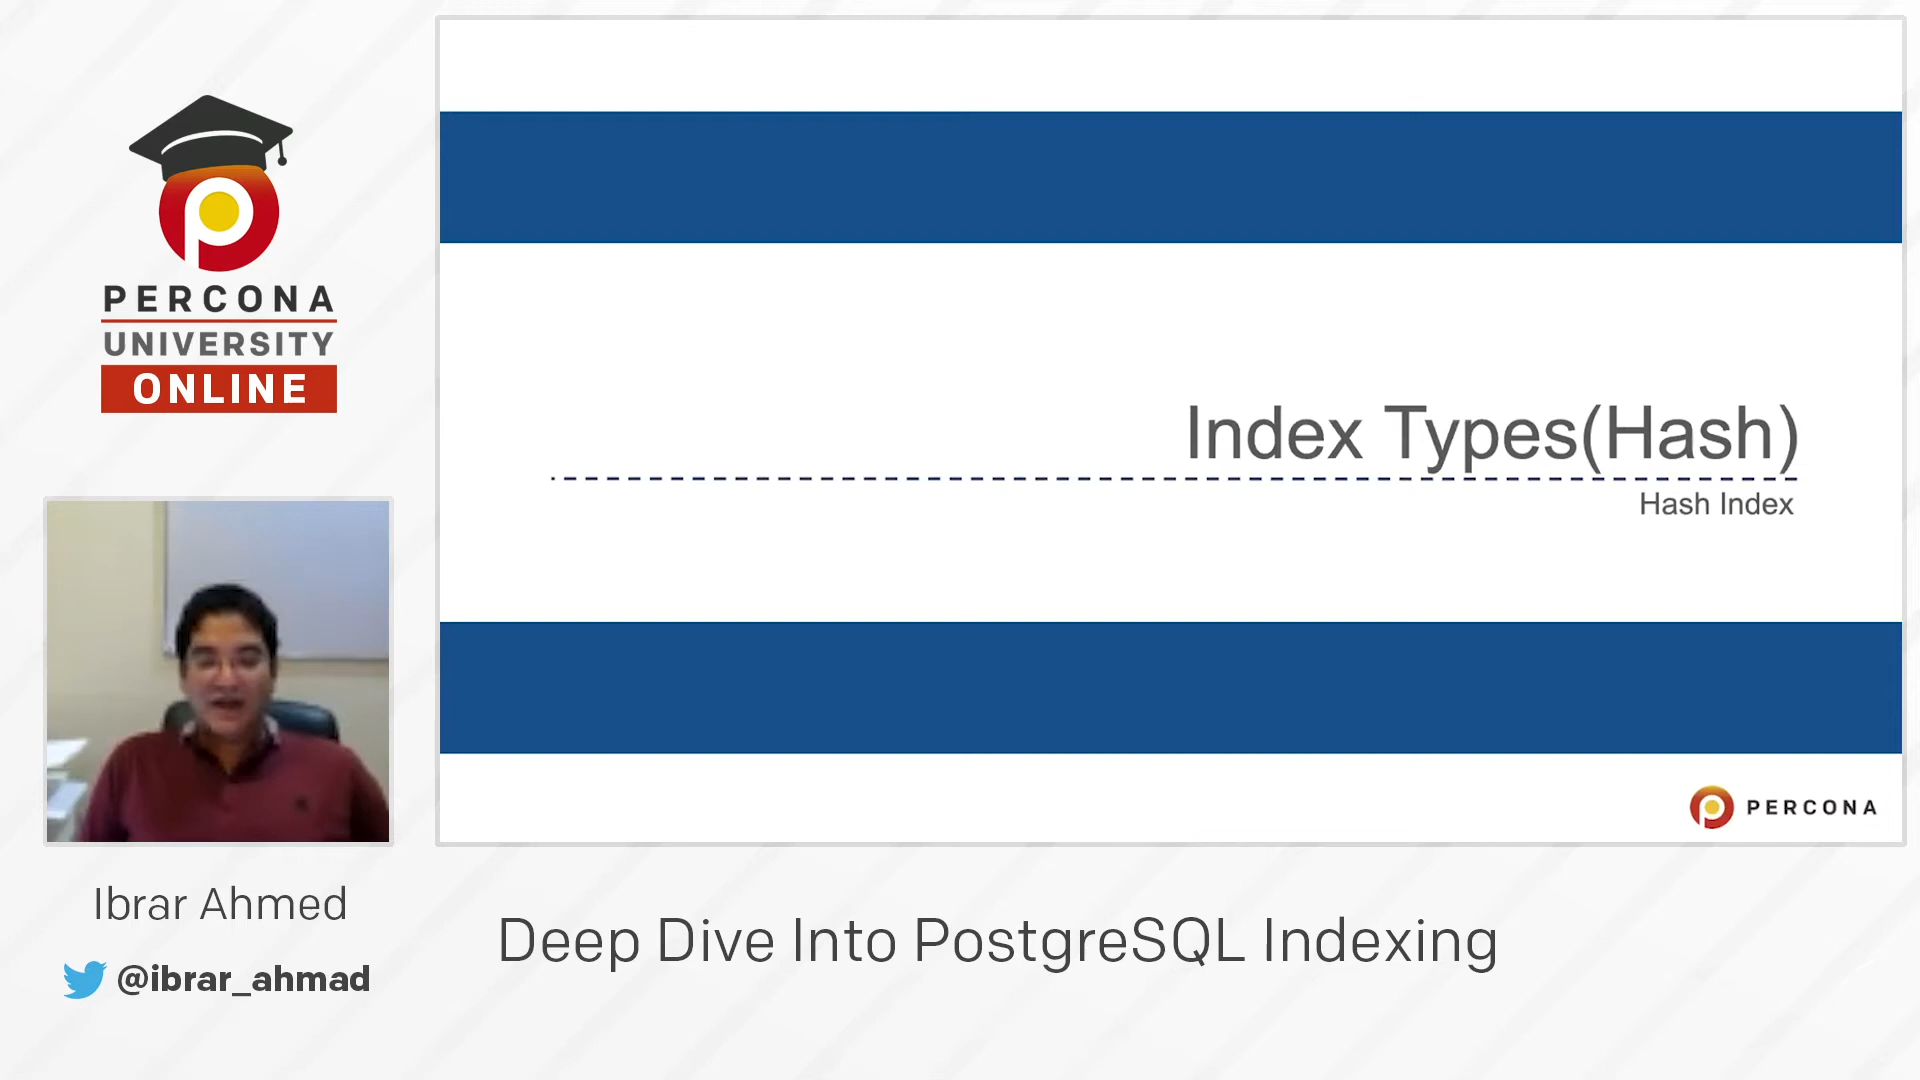 PERCONA
UNIVERSITY
ONLINE
Index Types(Hash)
Hash Index
PERCONA
Ibrar Ahmed
@ibrar_ahmad
Deep Dive Into PostgreSQL Indexing